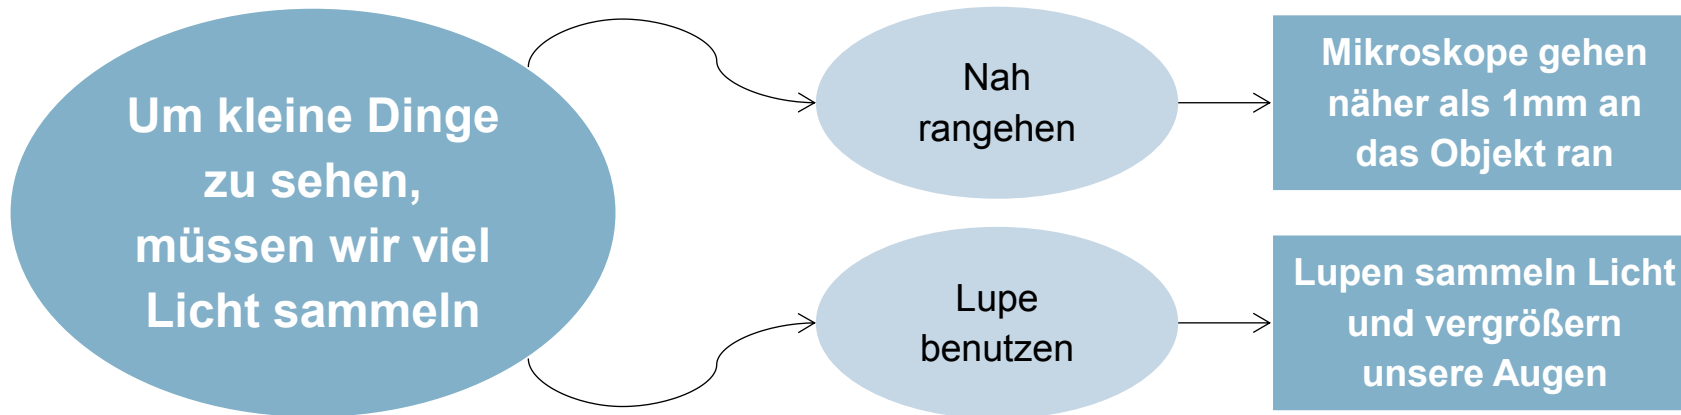 Um kleine Dinge
zu sehen,
müssen wir viel
Licht sammeln
Nah
rangehen
Mikroskope gehen
näher als 1mm an
das Objekt ran
Lupe
benutzen
Lupen sammeln Licht
und vergrößern
unsere Augen